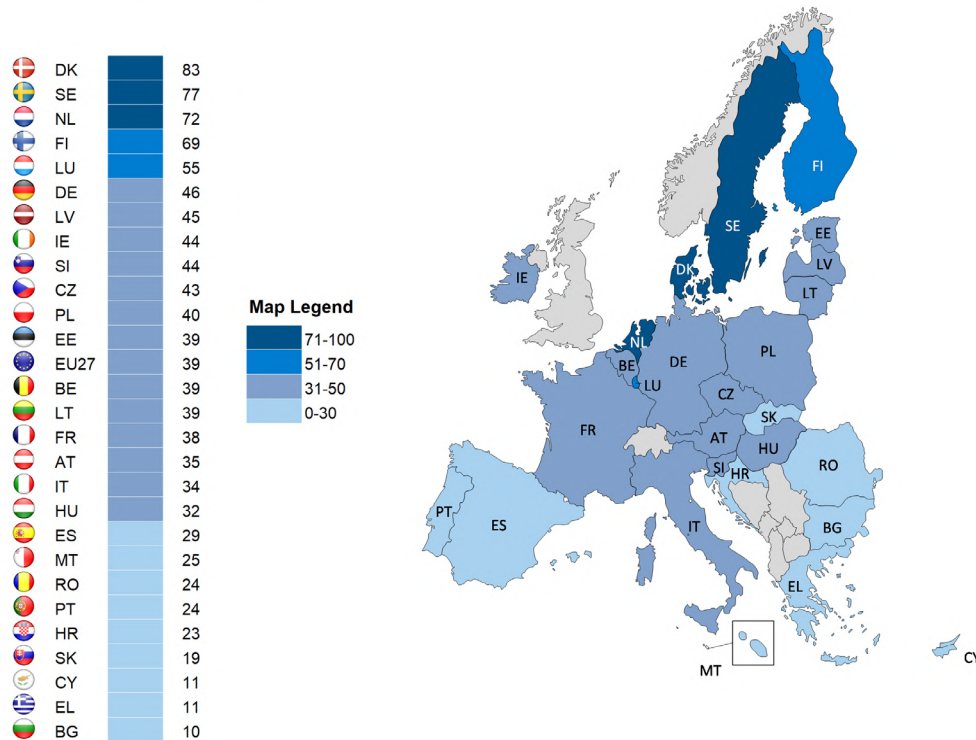 DK 83
SE 77
NL 72
FI 69
LU 55
DE 46
LV 45
IE 44
SI 44
CZ 43
PL 40
EE 39
EU27 39
BE 39
LT 39
FR 38
AT 35
IT 34
HU 32
ES 29
MT 25
RO 24
PT 24
HR 23
SK 19
CY 11
EL 11
BG 10
Map Legend
71-100
51-70
31-50
0-30
FI
SE
EE
LV
LT
DK
IE
NL
BE
DE
PL
LU
CZ
SK
FR
AT
HU
SI
HR
RO
PT
ES
IT
BG
EL
MT
CY